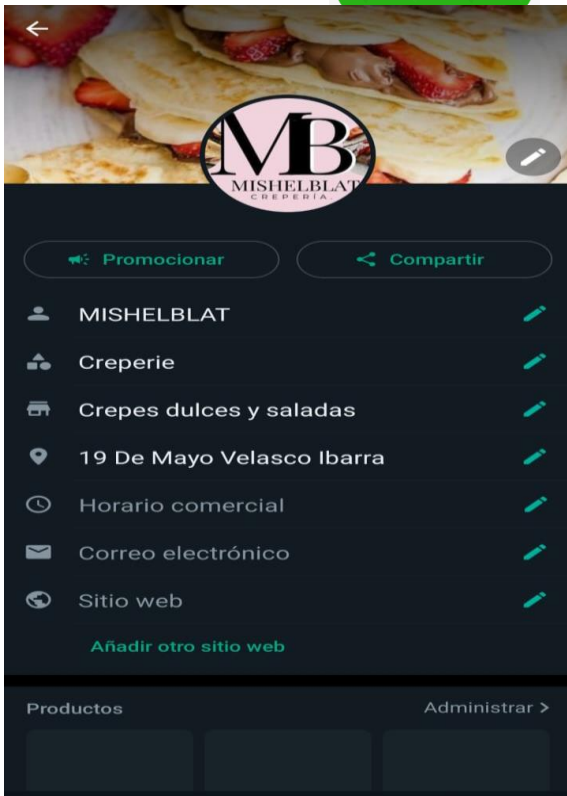 MB
MISHELBLAT
CREPERÍA.
Promocionar
Compartir
MISHELBLAT
Creperie
Crepes dulces y saladas
19 De Mayo Velasco Ibarra
Horario comercial
Correo electrónico
Sitio web
Añadir otro sitio web
Productos
Administrar >